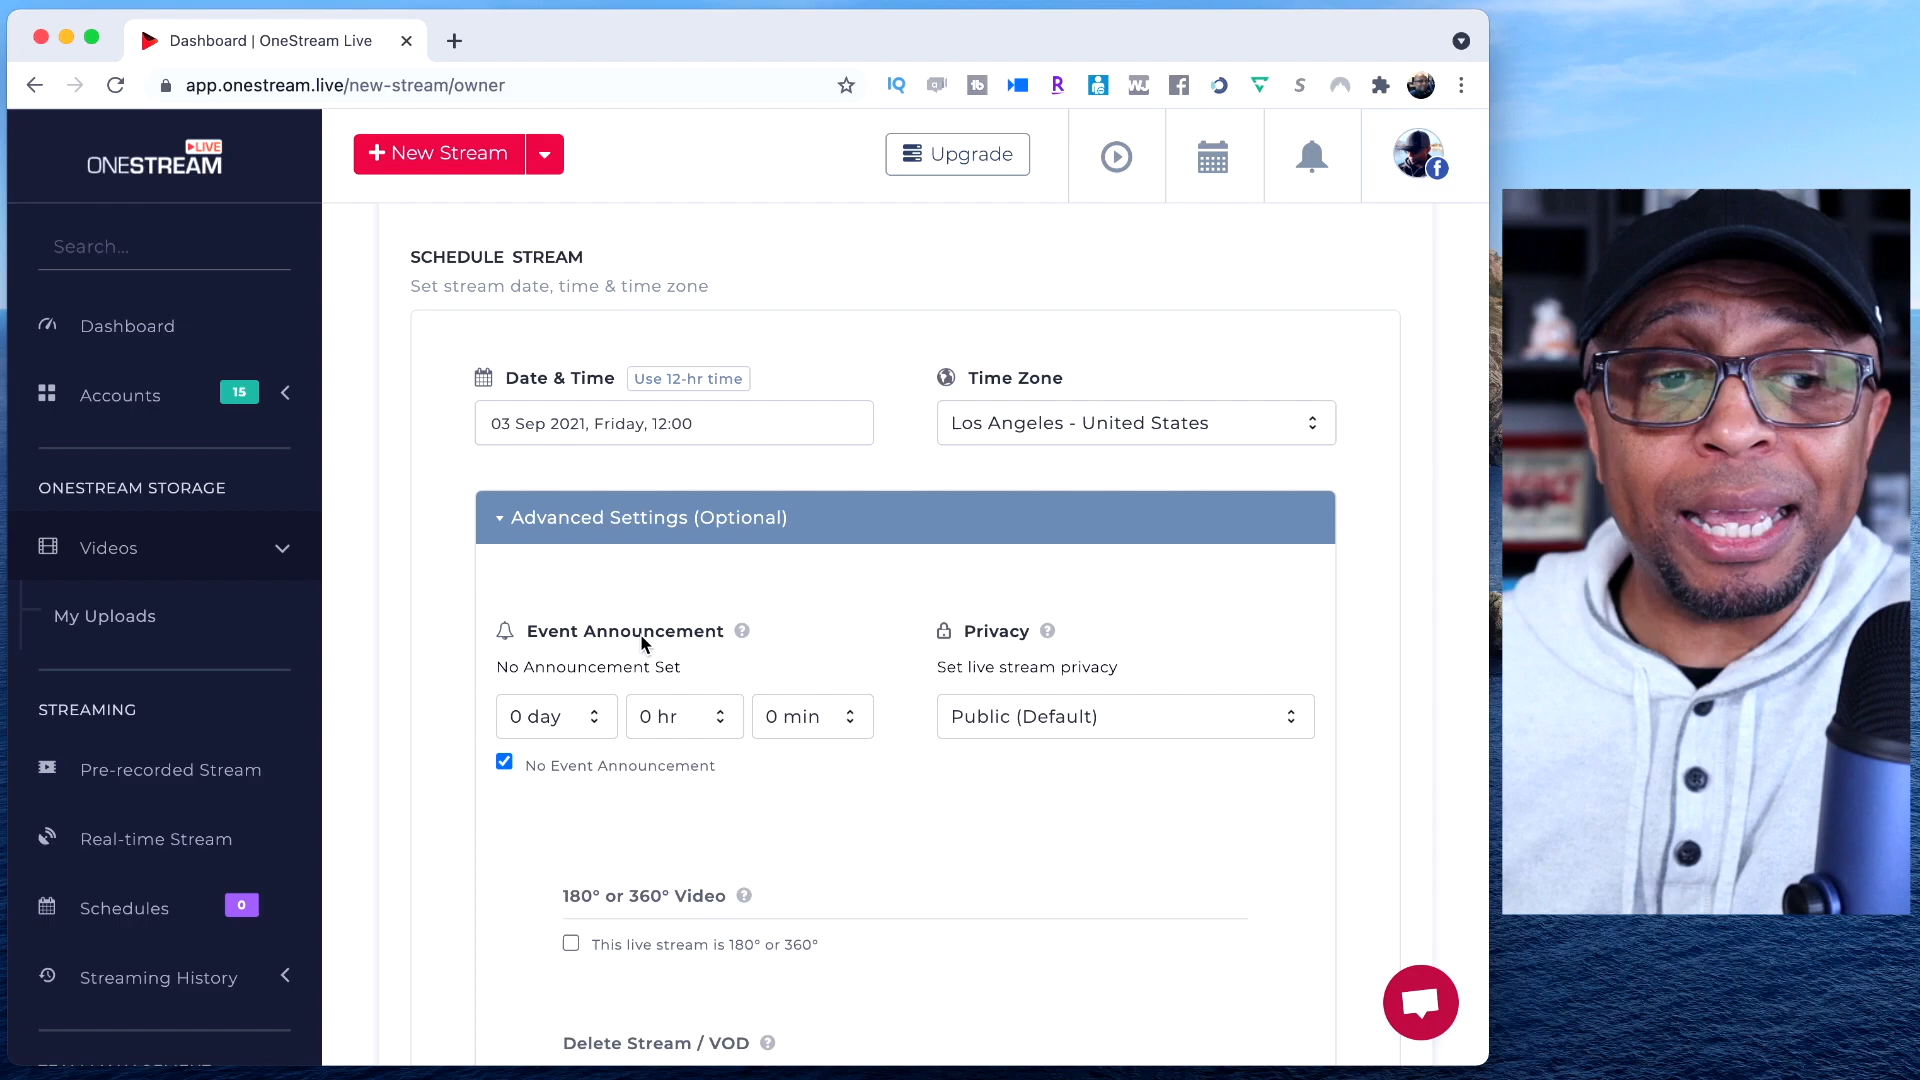 Dashboard | OneStream Live
app.onestream.live/new-stream/owner
IQ
tb
R
WJ
S
LIVE
ONESTREAM
+ New Stream
Upgrade
Search...
Dashboard
Accounts
15
ONESTREAM STORAGE
Videos
My Uploads
STREAMING
Pre-recorded Stream
Real-time Stream
Schedules
0
Streaming History
SCHEDULE STREAM
Set stream date, time & time zone
Date & Time
Use 12-hr time
03 Sep 2021, Friday, 12:00
Time Zone
Los Angeles - United States
Advanced Settings (Optional)
Event Announcement
No Announcement Set
0 day
0 hr
0 min
No Event Announcement
Privacy
Set live stream privacy
Public (Default)
180° or 360° Video
This live stream is 180° or 360°
Delete Stream / VOD